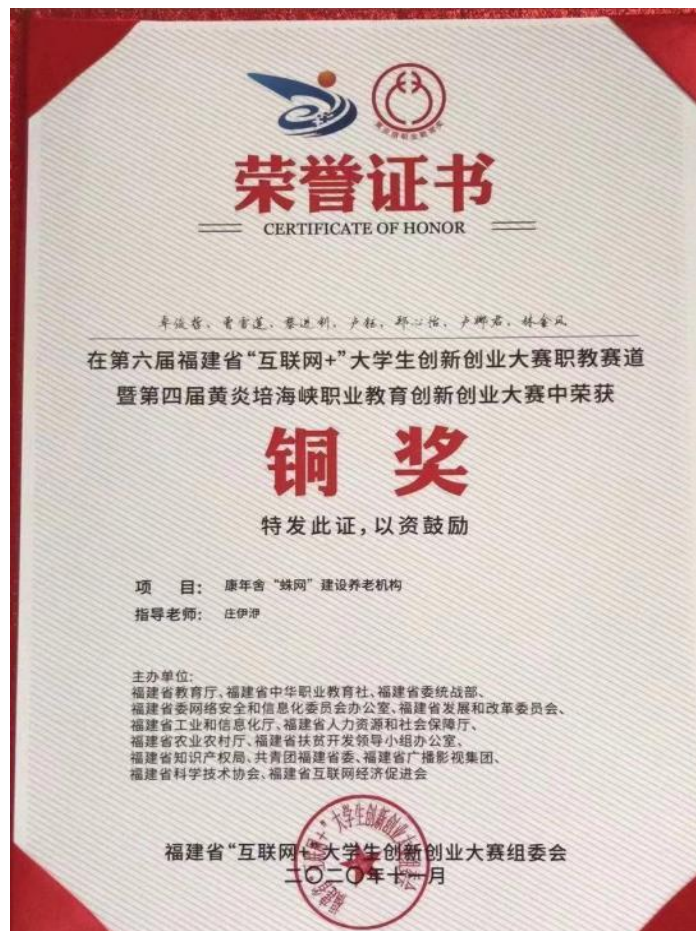 荣誉证书
CERTIFICATE OF HONOR
卢钰、邱心怡、卢娜君、林金凤
在第六届福建省“互联网+”大学生创新创业大赛职教赛道
暨第四届黄炎培海峡职业教育创新创业大赛中荣获
铜奖
特发此证,以资鼓励
项 目: 康年舍“蛛网”建设养老机构
指导老师: 庄伊洢
主办单位:
福建省教育厅、福建省中华职业教育社、福建省委统战部、
福建省委网络安全和信息化委员会办公室、福建省发展和改革委员会、
福建省工业和信息化厅、福建省人力资源和社会保障厅、
福建省农业农村厅、福建省扶贫开发领导小组办公室、
福建省知识产权局、共青团福建省委、福建省广播影视集团、
福建省科学技术协会、福建省互联网经济促进会
福建省“互联网+”大学生创新创业大赛组委会
二〇二〇年十一月